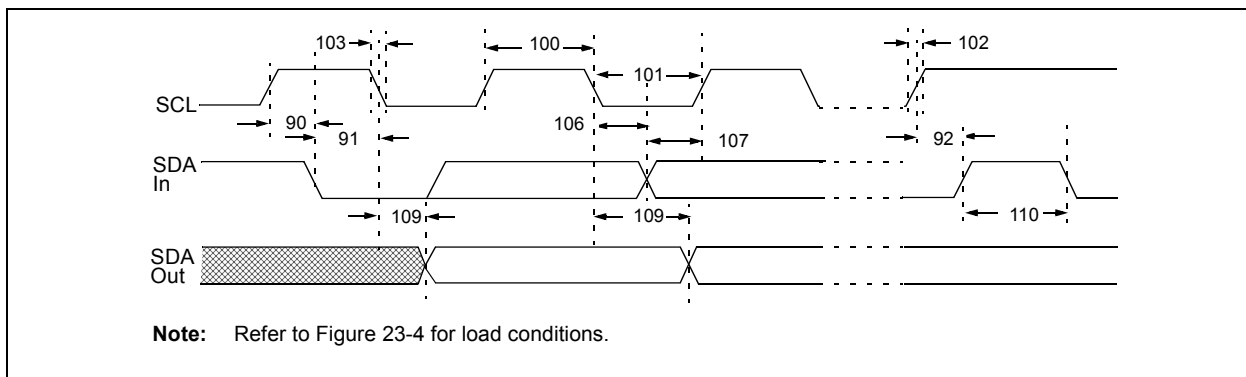 103
100
102
101
SCL
90
106
91
107
92
SDA
In
109
109
110
SDA
Out
Note: Refer to Figure 23-4 for load conditions.